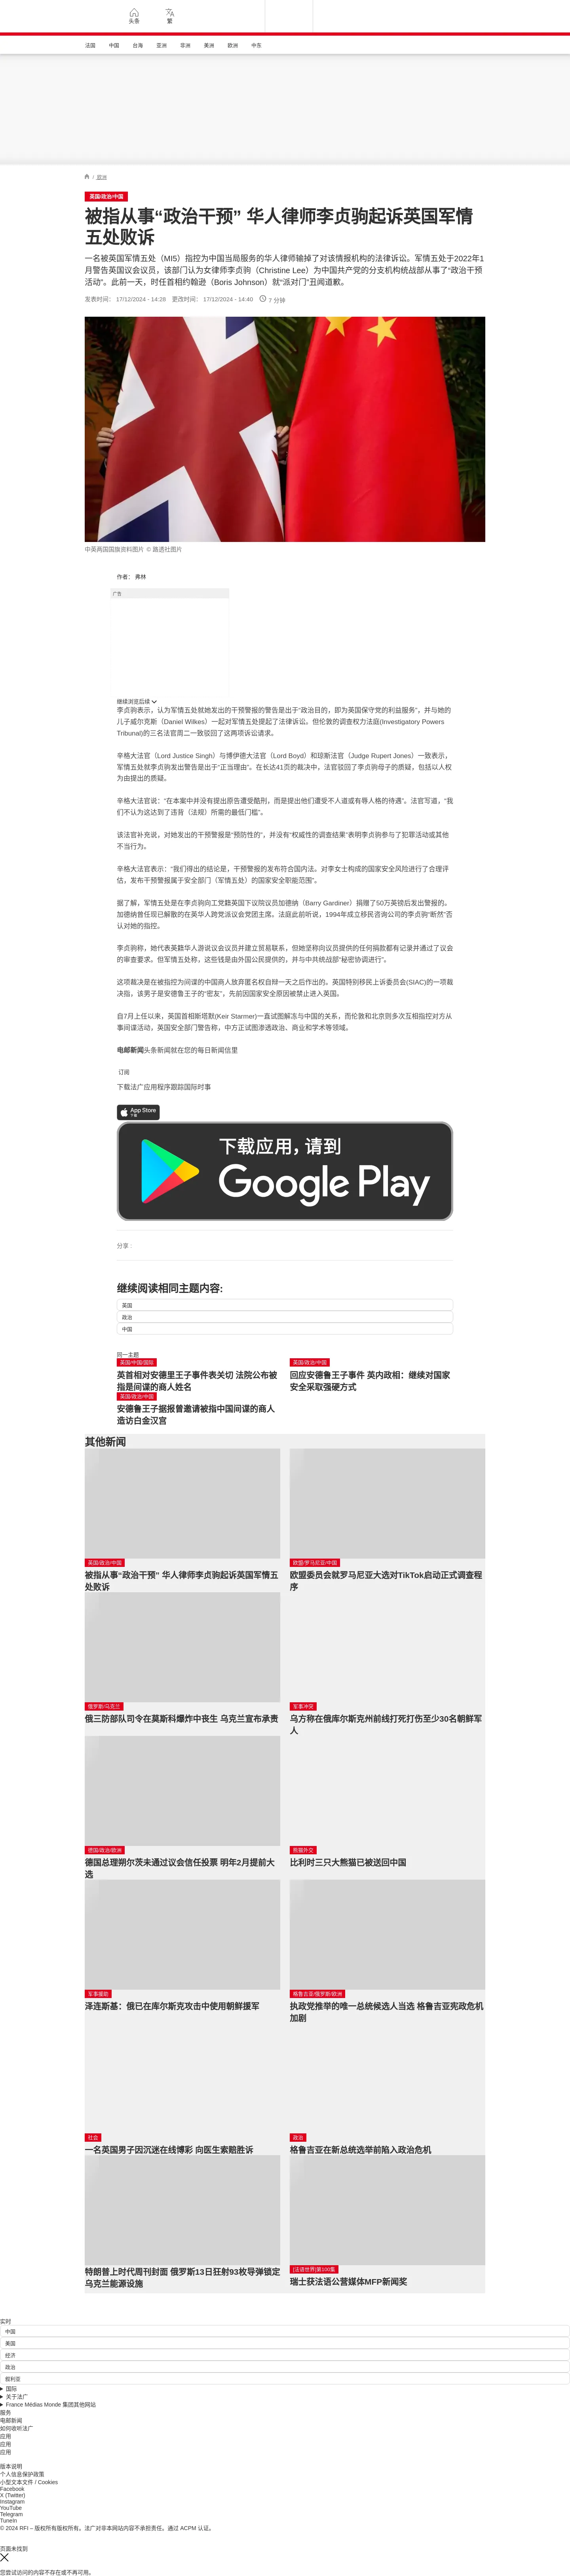 头条
繁
法国 中国 台海 亚洲 非洲 美洲 欧洲 中东
/ 欧洲
英国/政治/中国
被指从事“政治干预” 华人律师李贞驹起诉英国军情
五处败诉
一名被英国军情五处（MI5）指控为中国当局服务的华人律师输掉了对该情报机构的法律诉讼。军情五处于2022年1
月警告英国议会议员，该部门认为女律师李贞驹（Christine Lee）为中国共产党的分支机构统战部从事了“政治干预
活动”。此前一天，时任首相约翰逊（Boris Johnson）就“派对门”丑闻道歉。
发表时间： 17/12/2024 - 14:28 更改时间： 17/12/2024 - 14:40 7 分钟
中英两国国旗资料图片 © 路透社图片
作者： 弗林
广告
继续浏览后续
李贞驹表示，认为军情五处就她发出的干预警报的警告是出于“政治目的，即为英国保守党的利益服务”，并与她的
儿子威尔克斯（Daniel Wilkes）一起对军情五处提起了法律诉讼。但伦敦的调查权力法庭(Investigatory Powers
Tribunal)的三名法官周二一致驳回了这两项诉讼请求。
辛格大法官（Lord Justice Singh）与博伊德大法官（Lord Boyd）和琼斯法官（Judge Rupert Jones）一致表示，
军情五处就李贞驹发出警告是出于“正当理由”。在长达41页的裁决中，法官驳回了李贞驹母子的质疑，包括以人权
为由提出的质疑。
辛格大法官说：“在本案中并没有提出原告遭受酷刑，而是提出他们遭受不人道或有辱人格的待遇”。法官写道，“我
们不认为这达到了违背（法规）所需的最低门槛”。
该法官补充说，对她发出的干预警报是“预防性的”，并没有“权威性的调查结果”表明李贞驹参与了犯罪活动或其他
不当行为。
辛格大法官表示：“我们得出的结论是，干预警报的发布符合国内法。对李女士构成的国家安全风险进行了合理评
估，发布干预警报属于安全部门（军情五处）的国家安全职能范围”。
据了解，军情五处是在李贞驹向工党籍英国下议院议员加德纳（Barry Gardiner）捐赠了50万英镑后发出警报的。
加德纳曾任现已解散的在英华人跨党派议会党团主席。法庭此前听说，1994年成立移民咨询公司的李贞驹“断然”否
认对她的指控。
李贞驹称，她代表英籍华人游说议会议员并建立贸易联系，但她坚称向议员提供的任何捐款都有记录并通过了议会
的审查要求。但军情五处称，这些钱是由外国公民提供的，并与中共统战部“秘密协调进行”。
这项裁决是在被指控为间谍的中国商人放弃匿名权自辩一天之后作出的。英国特别移民上诉委员会(SIAC)的一项裁
决指，该男子是安德鲁王子的“密友”，先前因国家安全原因被禁止进入英国。
自7月上任以来，英国首相斯塔默(Keir Starmer)一直试图解冻与中国的关系，而伦敦和北京则多次互相指控对方从
事间谍活动，英国安全部门警告称，中方正试图渗透政治、商业和学术等领域。
电邮新闻头条新闻就在您的每日新闻信里
订阅
下载法广应用程序跟踪国际时事
App Store
下载
下载应用，请到
Google Play
分享 :
继续阅读相同主题内容:
英国
政治
中国
同一主题
英国/中国/国际
英首相对安德里王子事件表关切 法院公布被
指是间谍的商人姓名
英国/政治/中国
回应安德鲁王子事件 英内政相：继续对国家
安全采取强硬方式
英国/政治/中国
安德鲁王子据报曾邀请被指中国间谍的商人
造访白金汉宫
其他新闻
英国/政治/中国
被指从事“政治干预” 华人律师李贞驹起诉英国军情五
处败诉
欧盟/罗马尼亚/中国
欧盟委员会就罗马尼亚大选对TikTok启动正式调查程
序
俄罗斯/乌克兰
俄三防部队司令在莫斯科爆炸中丧生 乌克兰宣布承责
军事冲突
乌方称在俄库尔斯克州前线打死打伤至少30名朝鲜军
人
德国/政治/欧洲
德国总理朔尔茨未通过议会信任投票 明年2月提前大
选
熊猫外交
比利时三只大熊猫已被送回中国
军事援助
泽连斯基：俄已在库尔斯克攻击中使用朝鲜援军
格鲁吉亚/俄罗斯/欧洲
执政党推举的唯一总统候选人当选 格鲁吉亚宪政危机
加剧
社会
一名英国男子因沉迷在线博彩 向医生索赔胜诉
政治
格鲁吉亚在新总统选举前陷入政治危机
特朗普上时代周刊封面 俄罗斯13日狂射93枚导弹锁定
乌克兰能源设施
[法语世界]第100集
瑞士获法语公营媒体MFP新闻奖
实时
中国
美国
经济
政治
叙利亚
国际
关于法广
France Médias Monde 集团其他网站
服务
电邮新闻
如何收听法广
应用
应用
应用
版本说明
个人信息保护政策
小型文本文件 / Cookies
Facebook
X (Twitter)
Instagram
YouTube
Telegram
TuneIn
© 2024 RFI – 版权所有版权所有。法广对非本网站内容不承担责任。通过 ACPM 认证。
页面未找到
您尝试访问的内容不存在或不再可用。